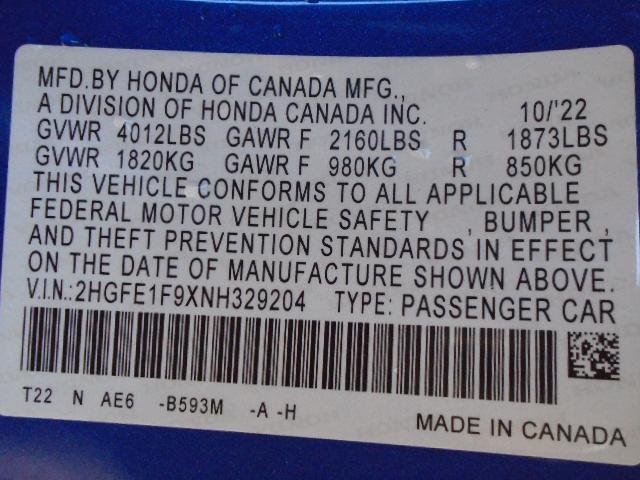 MFD.BY HONDA OF CANADA MFG.,
A DIVISION OF HONDA CANADA INC. 10/'22
GVWR 4012LBS GAWR F 2160LBS R 1873LBS
GVWR 1820KG GAWR F 980KG R 850KG
THIS VEHICLE CONFORMS TO ALL APPLICABLE
FEDERAL MOTOR VEHICLE SAFETY , BUMPER ,
AND THEFT PREVENTION STANDARDS IN EFFECT
ON THE DATE OF MANUFACTURE SHOWN ABOVE.
V.I.N.:2HGFE1F9XNH329204 TYPE: PASSENGER CAR
T22 N AE6 -B593M -A -H
MADE IN CANADA